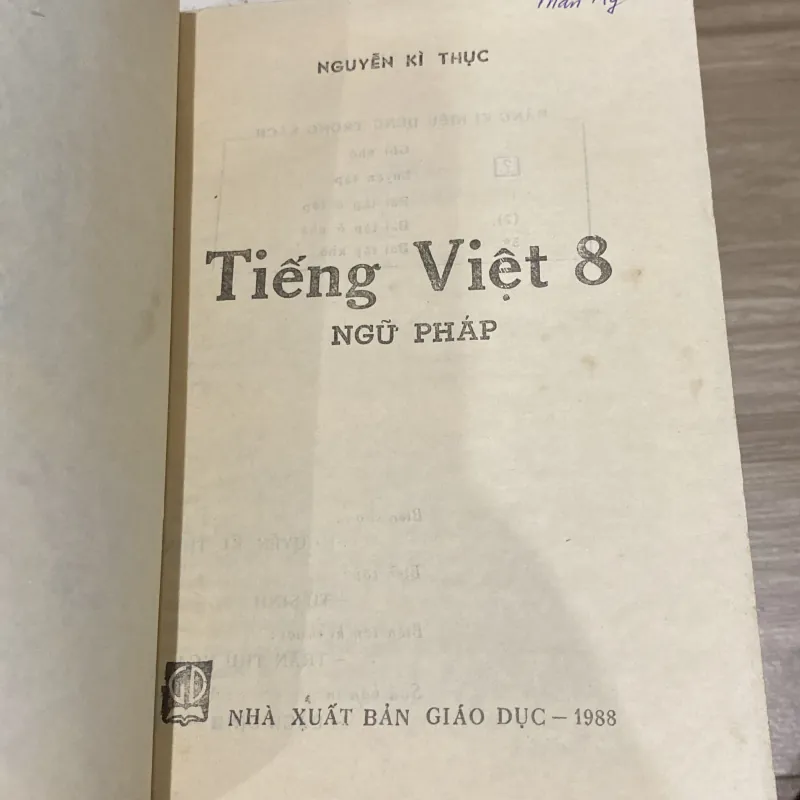 NGUYỄN KÌ THỤC
Tiếng Việt 8
NGỮ PHÁP
NHÀ XUẤT BẢN GIÁO DỤC – 1988